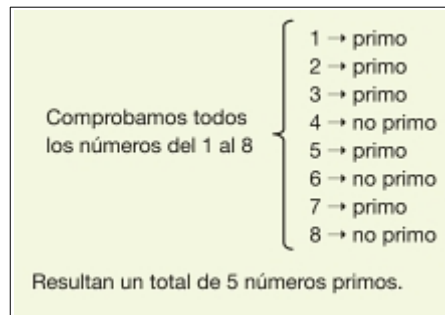 Comprobamos todos
los números del 1 al 8
1 → primo
2 → primo
3 → primo
4 → no primo
5 → primo
6 → no primo
7 → primo
8 → no primo
Resultan un total de 5 números primos.